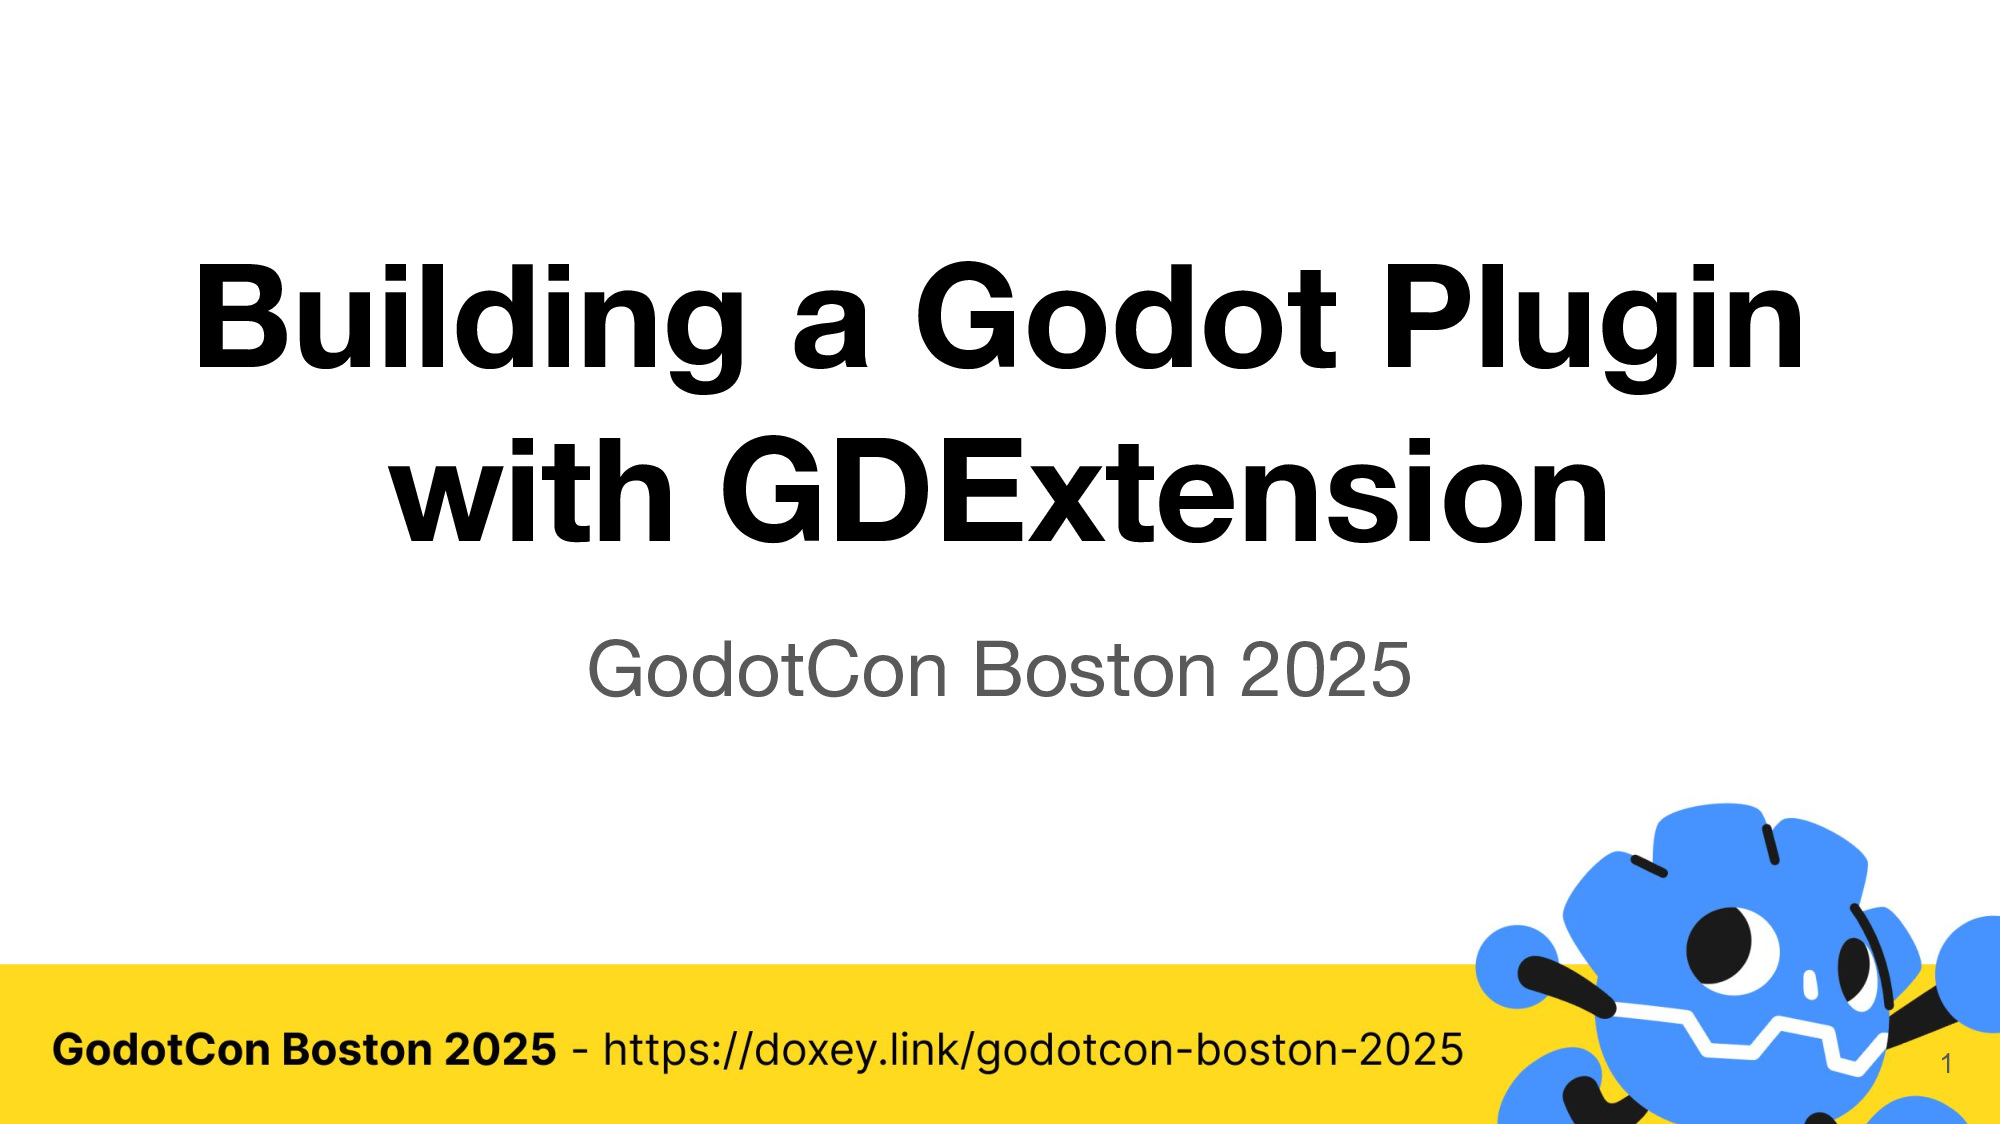 Building a Godot Plugin
with GDExtension
GodotCon Boston 2025
GodotCon Boston 2025 - https://doxey.link/godotcon-boston-2025
1